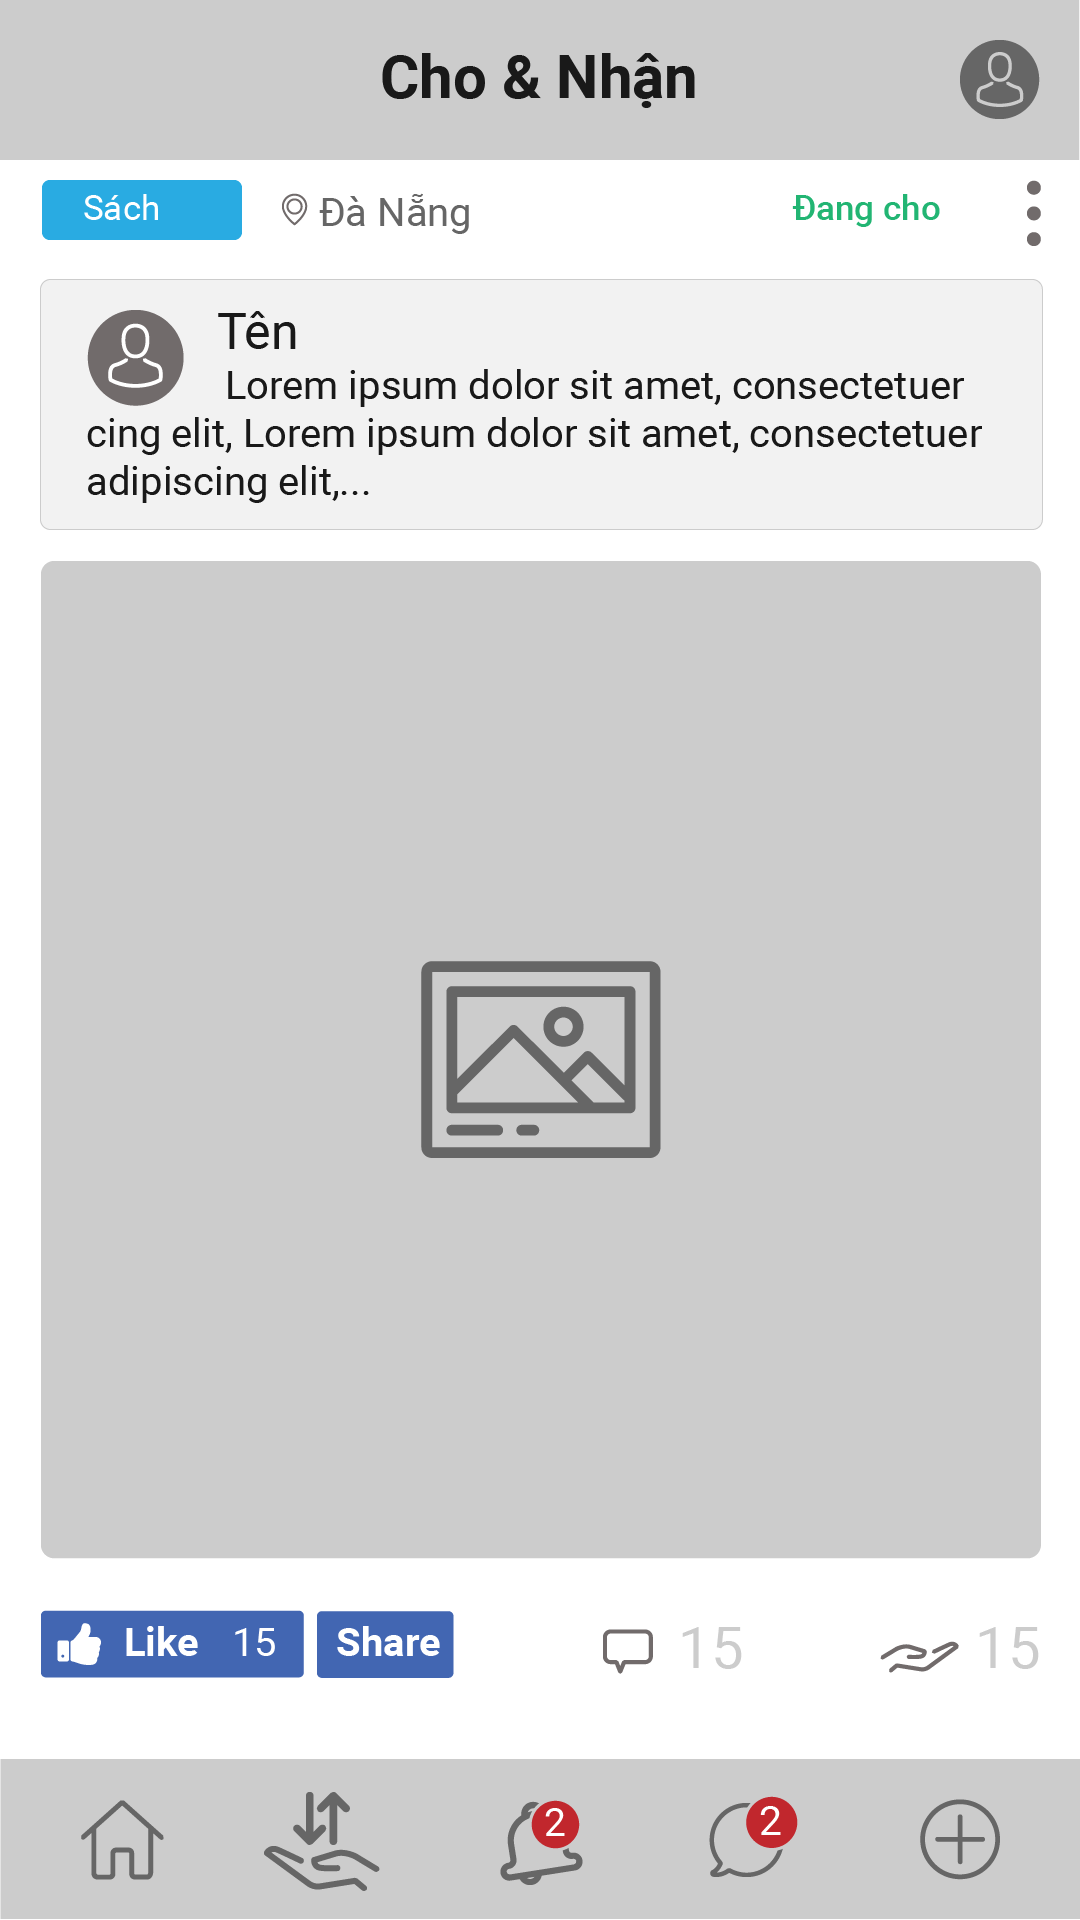 Cho & Nhận
Sách
Đà Nẵng
Đang cho
Tên
Lorem ipsum dolor sit amet, consectetuer
cing elit, Lorem ipsum dolor sit amet, consectetuer
adipiscing elit,...
Like 15
Share
15
15
2
2